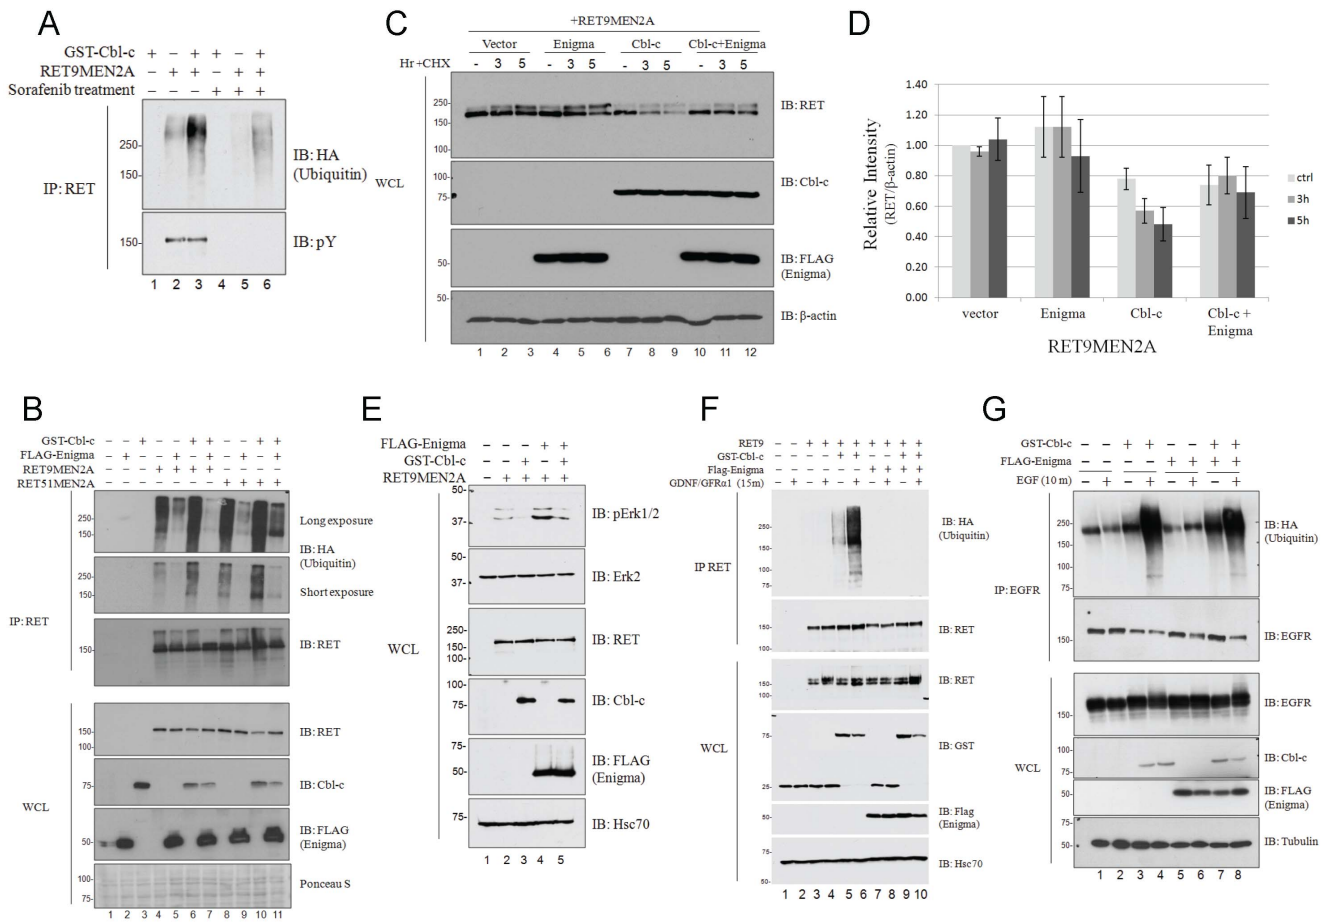 A
GST-Cbl-c + - + - - +
RET9MEN2A - + + - + +
Sorafenib treatment - - - + + +
250-
150-
IP: RET
IB: HA
(Ubiquitin)
150-
IB: pY
1 2 3 4 5 6
C
+RET9MEN2A
Vector Enigma Cbl-c Cbl-c+Enigma
Hr +CHX - 3 5 - 3 5 - 3 5 - 3 5
250-
150-
100-
IB: RET
WCL
100-
75-
IB: Cbl-c
50-
IB: FLAG
(Enigma)
50-
IB: β-actin
1 2 3 4 5 6 7 8 9 10 11 12
D
Relative Intensity
(RET/β-actin)
1.40
1.20
1.00
0.80
0.60
0.40
0.20
0.00
ctrl
3h
5h
vector Enigma Cbl-c Cbl-c +
Enigma
RET9MEN2A
B
GST-Cbl-c
FLAG-Enigma
RET9MEN2A
RET51MEN2A
250-
150-
Long exposure
IB: HA
(Ubiquitin)
250-
150-
Short exposure
IP: RET
150-
IB: RET
150-
100-
IB: RET
75-
IB: Cbl-c
WCL
50-
IB: FLAG
(Enigma)
100-
75-
Ponceau S
1 2 3 4 5 6 7 8 9 10 11
E
FLAG-Enigma - - - + +
GST-Cbl-c - - + - +
RET9MEN2A - + + + +
50-
37-
IB: pErk1/2
50-
37-
IB: Erk2
WCL
250-
150-
100-
IB: RET
100-
75-
IB: Cbl-c
75-
50-
IB: FLAG
(Enigma)
75-
IB: Hsc70
1 2 3 4 5
F
RET9 - - + + + + + + + +
GST-Cbl-c - - - - + + - - + +
Flag-Enigma - - - - - - + + + +
GDNF/GFRα1 (15m) - + - + - + - + - +
250-
150-
100-
75-
IB: HA
(Ubiquitin)
IP RET
150-
100-
IB: RET
150-
100-
IB: RET
WCL
75-
25-
IB: GST
50-
IB: Flag
(Enigma)
75-
50-
IB: Hsc70
1 2 3 4 5 6 7 8 9 10
G
GST-Cbl-c - - + + - - + +
FLAG-Enigma - - + + + +
EGF (10 m) - + - + - + - +
250-
150-
100-
75-
IB: HA
(Ubiquitin)
IP: EGFR
150-
IB: EGFR
150-
IB: EGFR
100-
75-
IB: Cbl-c
WCL
50-
IB: FLAG
(Enigma)
75-
50-
IB: Tubulin
1 2 3 4 5 6 7 8